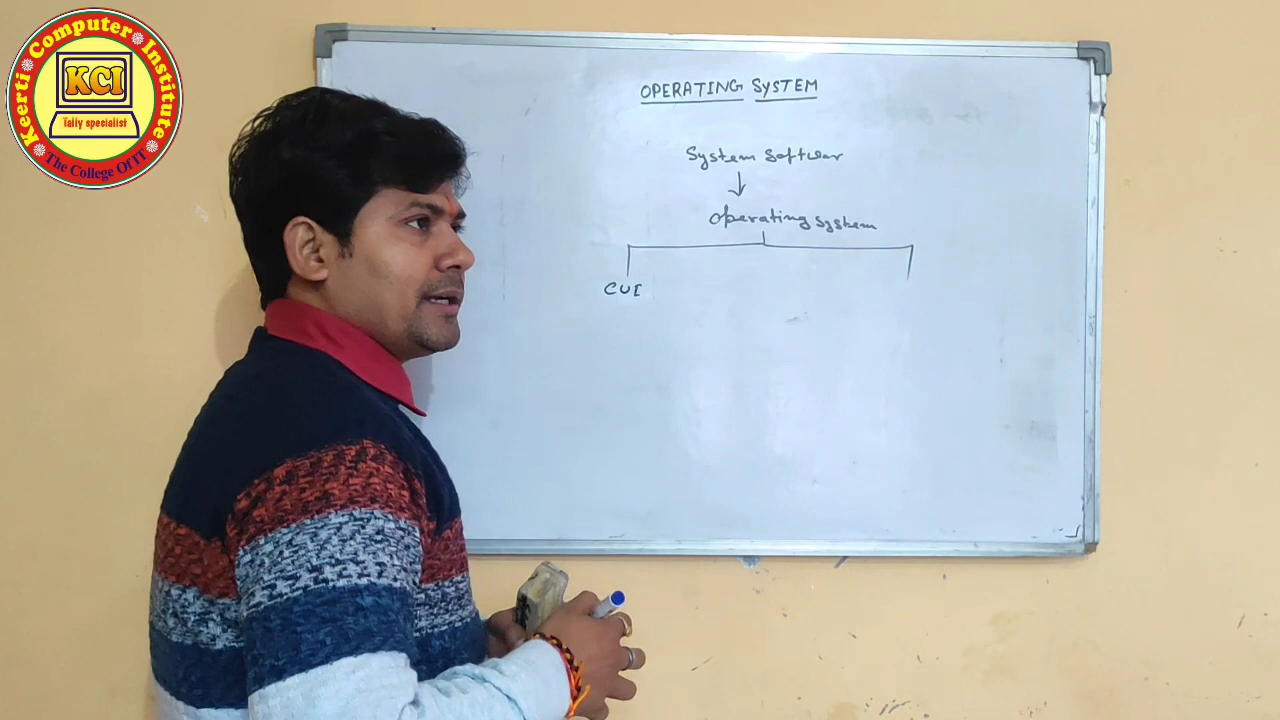 Keerti Computer Institute
KCI
Tally specialist
The College Of IT
OPERATING SYSTEM
System Softwar
Operating System
CUI